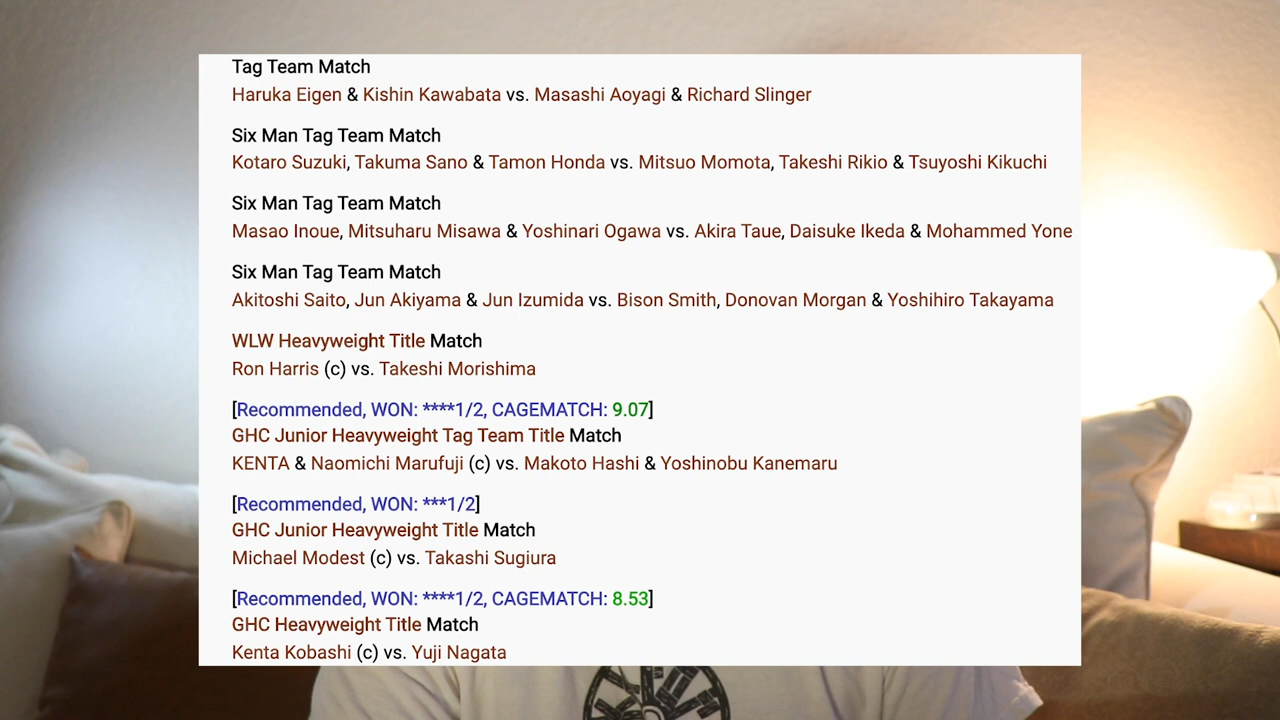 Tag Team Match
Haruka Eigen & Kishin Kawabata vs. Masashi Aoyagi & Richard Slinger
Six Man Tag Team Match
Kotaro Suzuki, Takuma Sano & Tamon Honda vs. Mitsuo Momota, Takeshi Rikio & Tsuyoshi Kikuchi
Six Man Tag Team Match
Masao Inoue, Mitsuharu Misawa & Yoshinari Ogawa vs. Akira Taue, Daisuke Ikeda & Mohammed Yone
Six Man Tag Team Match
Akitoshi Saito, Jun Akiyama & Jun Izumida vs. Bison Smith, Donovan Morgan & Yoshihiro Takayama
WLW Heavyweight Title Match
Ron Harris (c) vs. Takeshi Morishima
[Recommended, WON: ****1/2, CAGEMATCH: 9.07]
GHC Junior Heavyweight Tag Team Title Match
KENTA & Naomichi Marufuji (c) vs. Makoto Hashi & Yoshinobu Kanemaru
[Recommended, WON: ***1/2]
GHC Junior Heavyweight Title Match
Michael Modest (c) vs. Takashi Sugiura
[Recommended, WON: ****1/2, CAGEMATCH: 8.53]
GHC Heavyweight Title Match
Kenta Kobashi (c) vs. Yuji Nagata